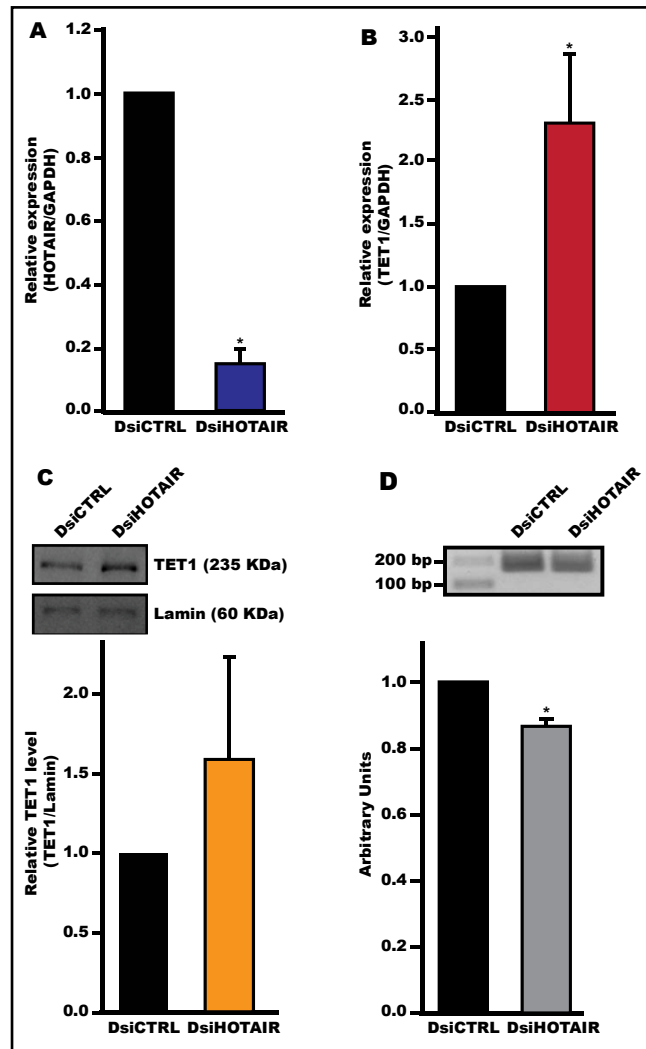 A
Relative expression
(HOTAIR/GAPDH)
1.2
1.0
0.8
0.6
0.4
0.2
0.0
*
DsiCTRL DsiHOTAIR
B
Relative expression
(TET1/GAPDH)
3.0
2.5
2.0
1.5
1.0
0.5
0.0
*
DsiCTRL DsiHOTAIR
C
DsiCTRL
DsiHOTAIR
TET1 (235 KDa)
Lamin (60 KDa)
Relative TET1 level
(TET1/Lamin)
2.0
1.5
1.0
0.5
0.0
DsiCTRL DsiHOTAIR
D
DsiCTRL
DsiHOTAIR
200 bp
100 bp
Arbitrary Units
1.0
0.8
0.6
0.4
0.2
0.0
*
DsiCTRL DsiHOTAIR